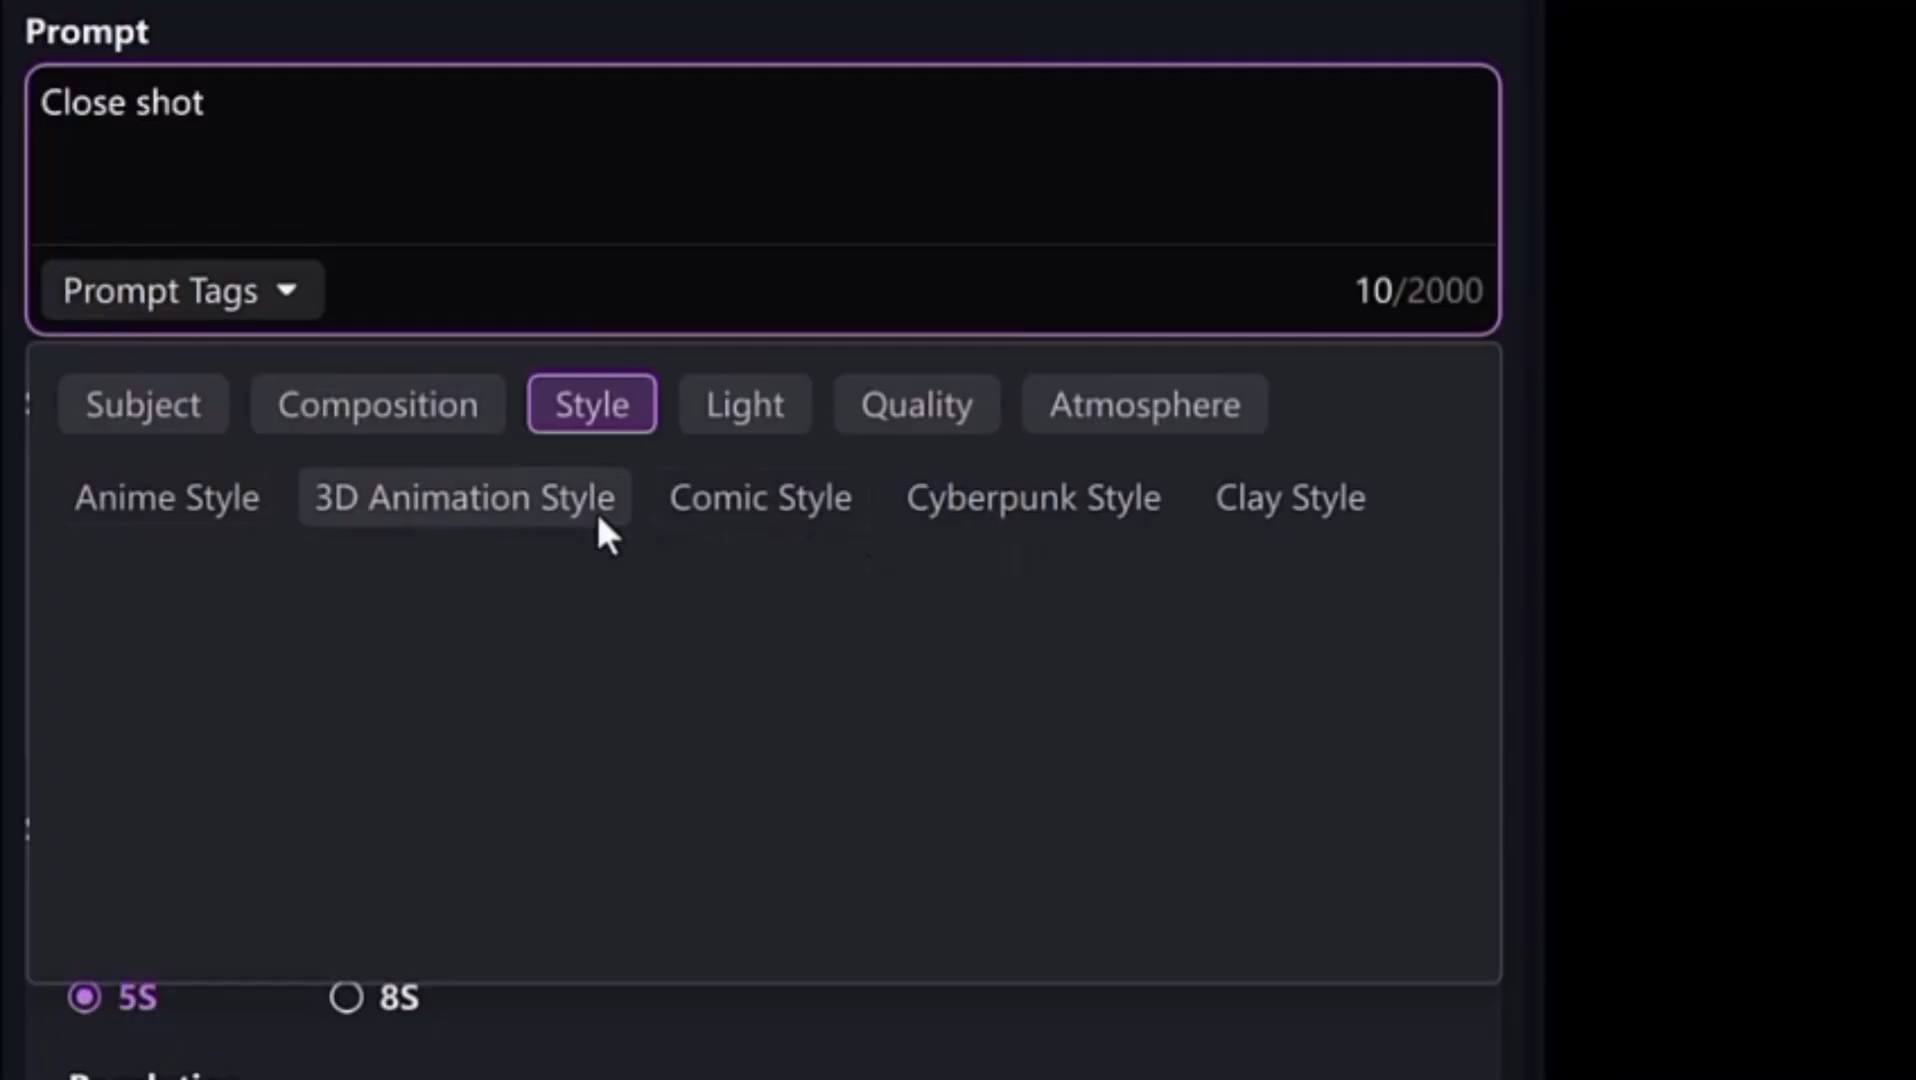 Prompt
Close shot
Prompt Tags 10/2000
Subject Composition Style Light Quality Atmosphere
Anime Style 3D Animation Style Comic Style Cyberpunk Style Clay Style
5S 8S